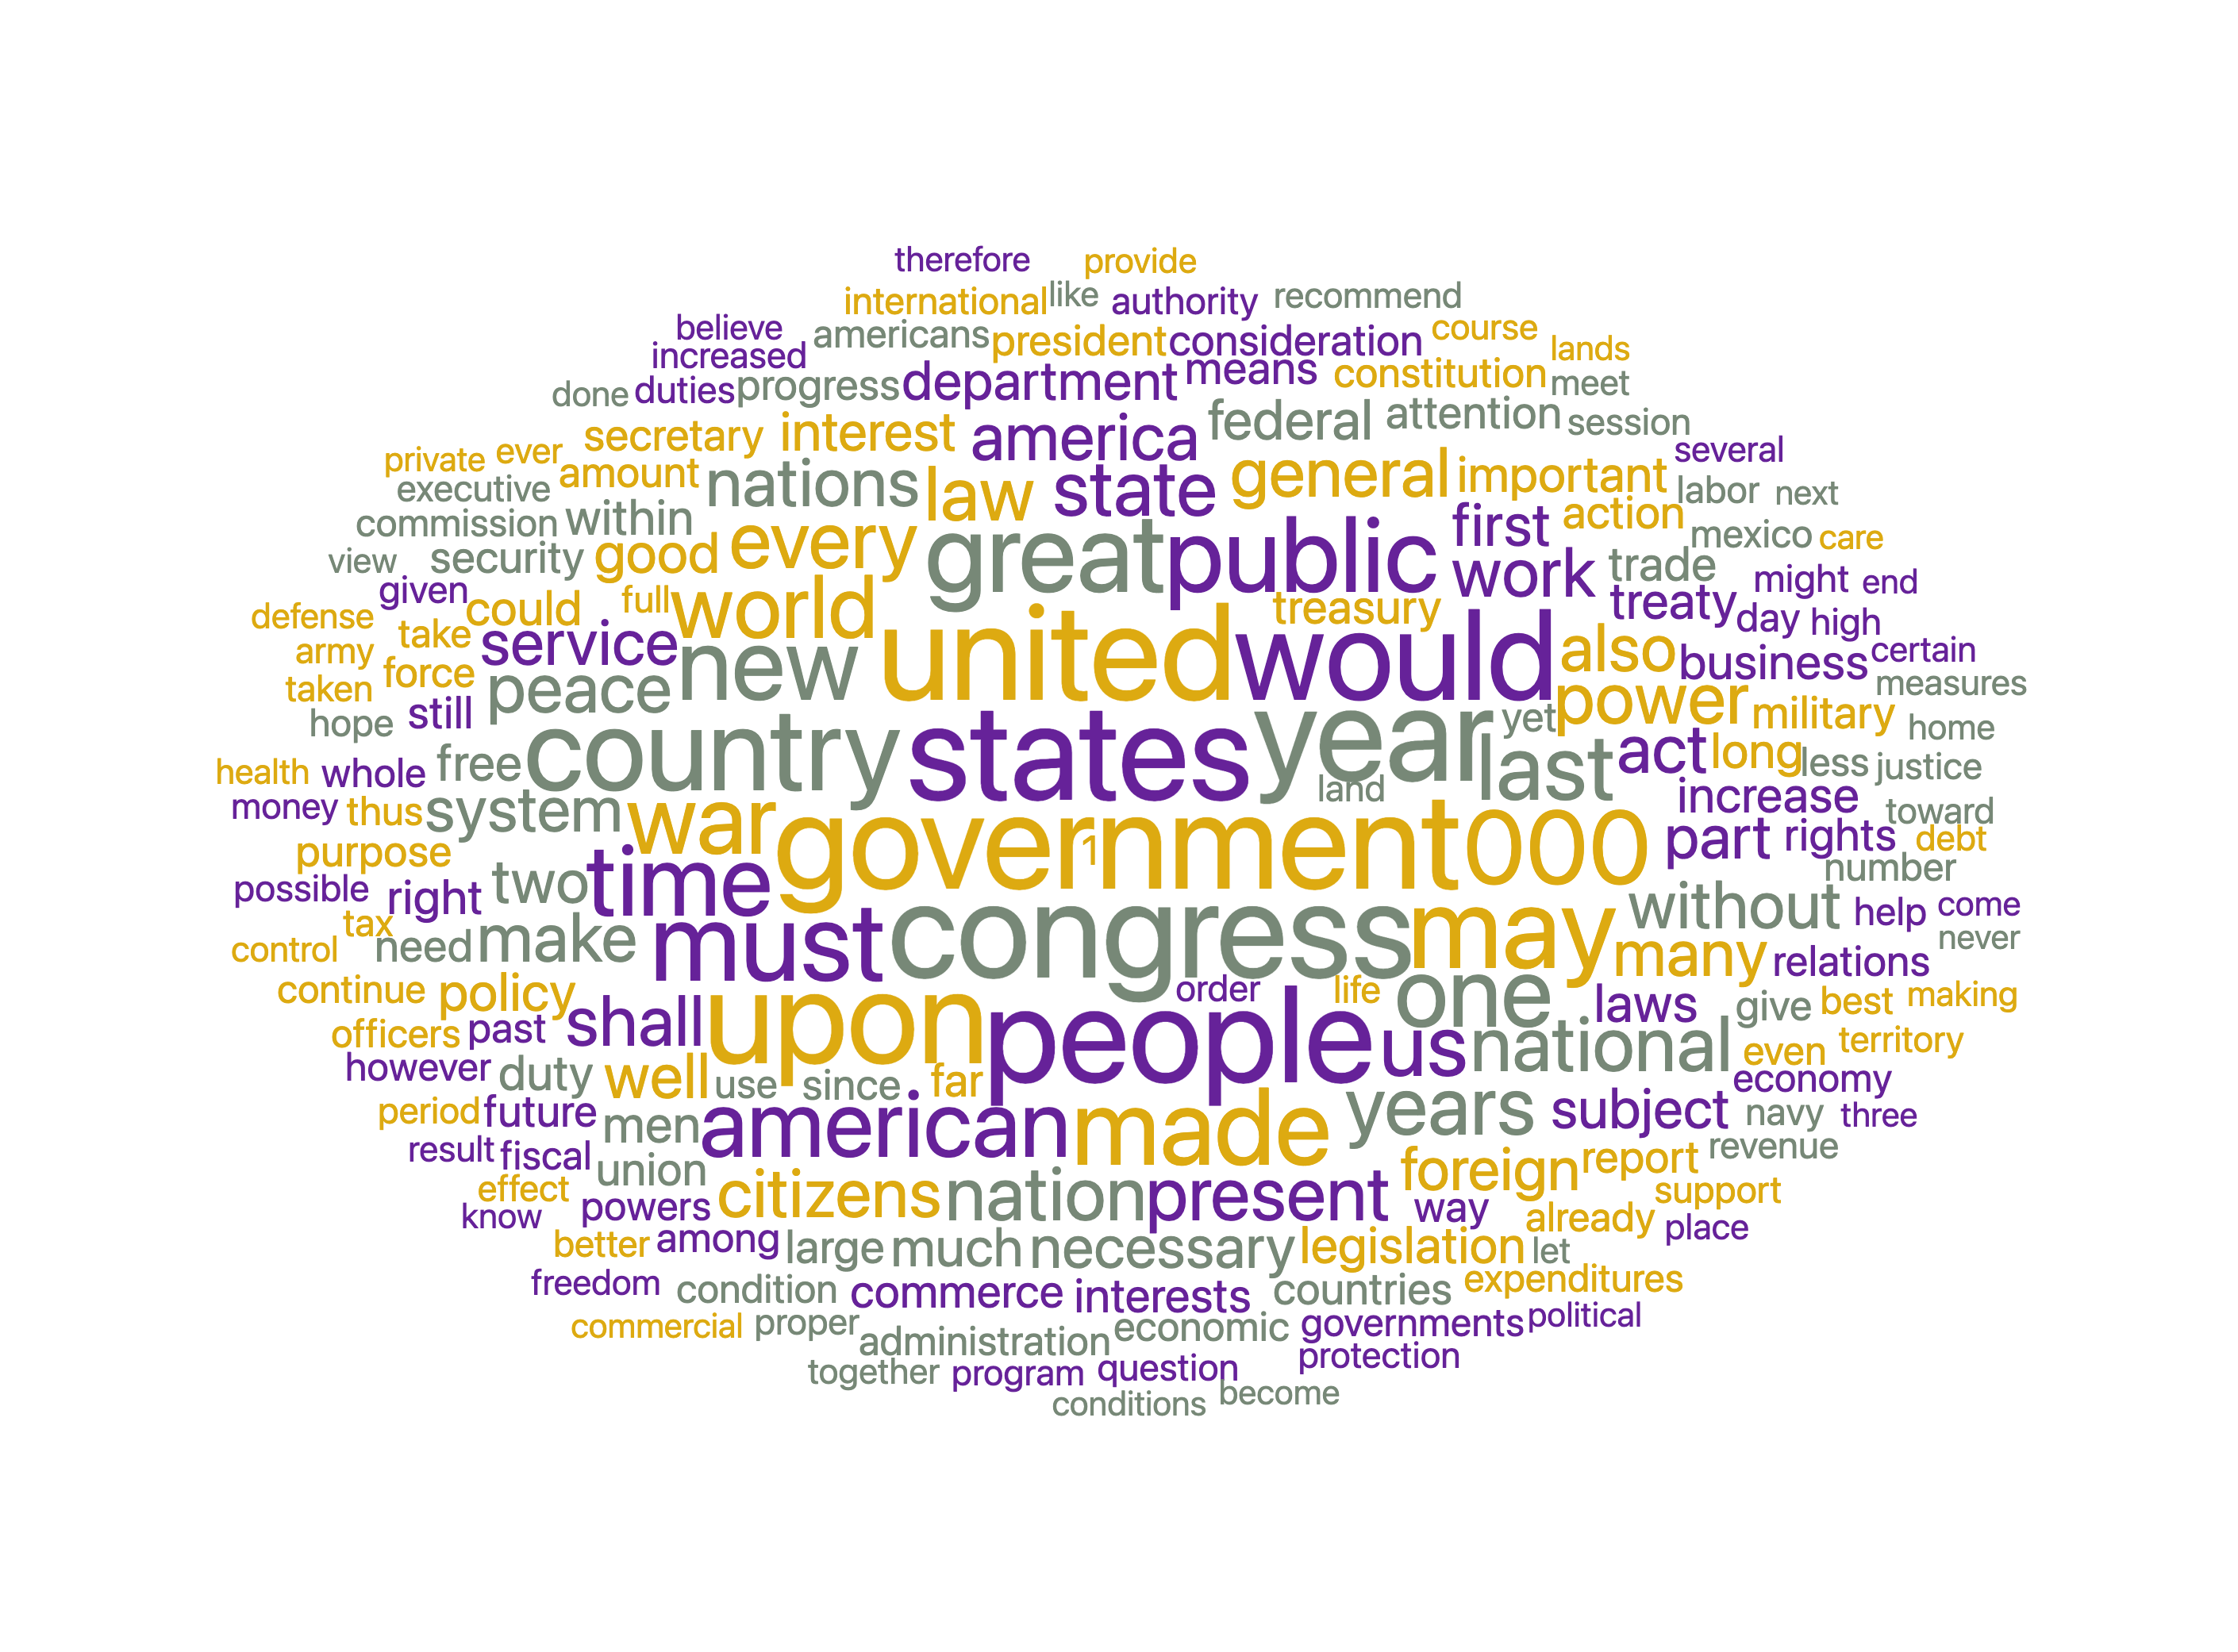 therefore provide
international like authority recommend
believe americans president consideration course lands
increased
done duties progress department means constitution meet
secretary interest america federal attention session
private ever amount nations law state general important several
executive labor next
commission within good every great public first action mexico care
view security world work trade might end
given could full treasury treaty day high
defense take service new united would also business certain
army force peace power military measures
taken
hope still country states year yet last act long home
health whole free land less justice
money thus system war government 1 000 increase toward
purpose part rights debt
possible right two time number
tax must congress may without help come
control need make many relations never
continue policy shall upon order life one laws give best making
officers past people us national even territory
however duty well use since far economy
period future men american made years subject navy three
result fiscal union foreign report revenue
effect powers citizens nation present way support
know already place
better among large much necessary legislation let
freedom condition commerce interests countries expenditures
commercial proper administration economic governments political
together program question protection
conditions become